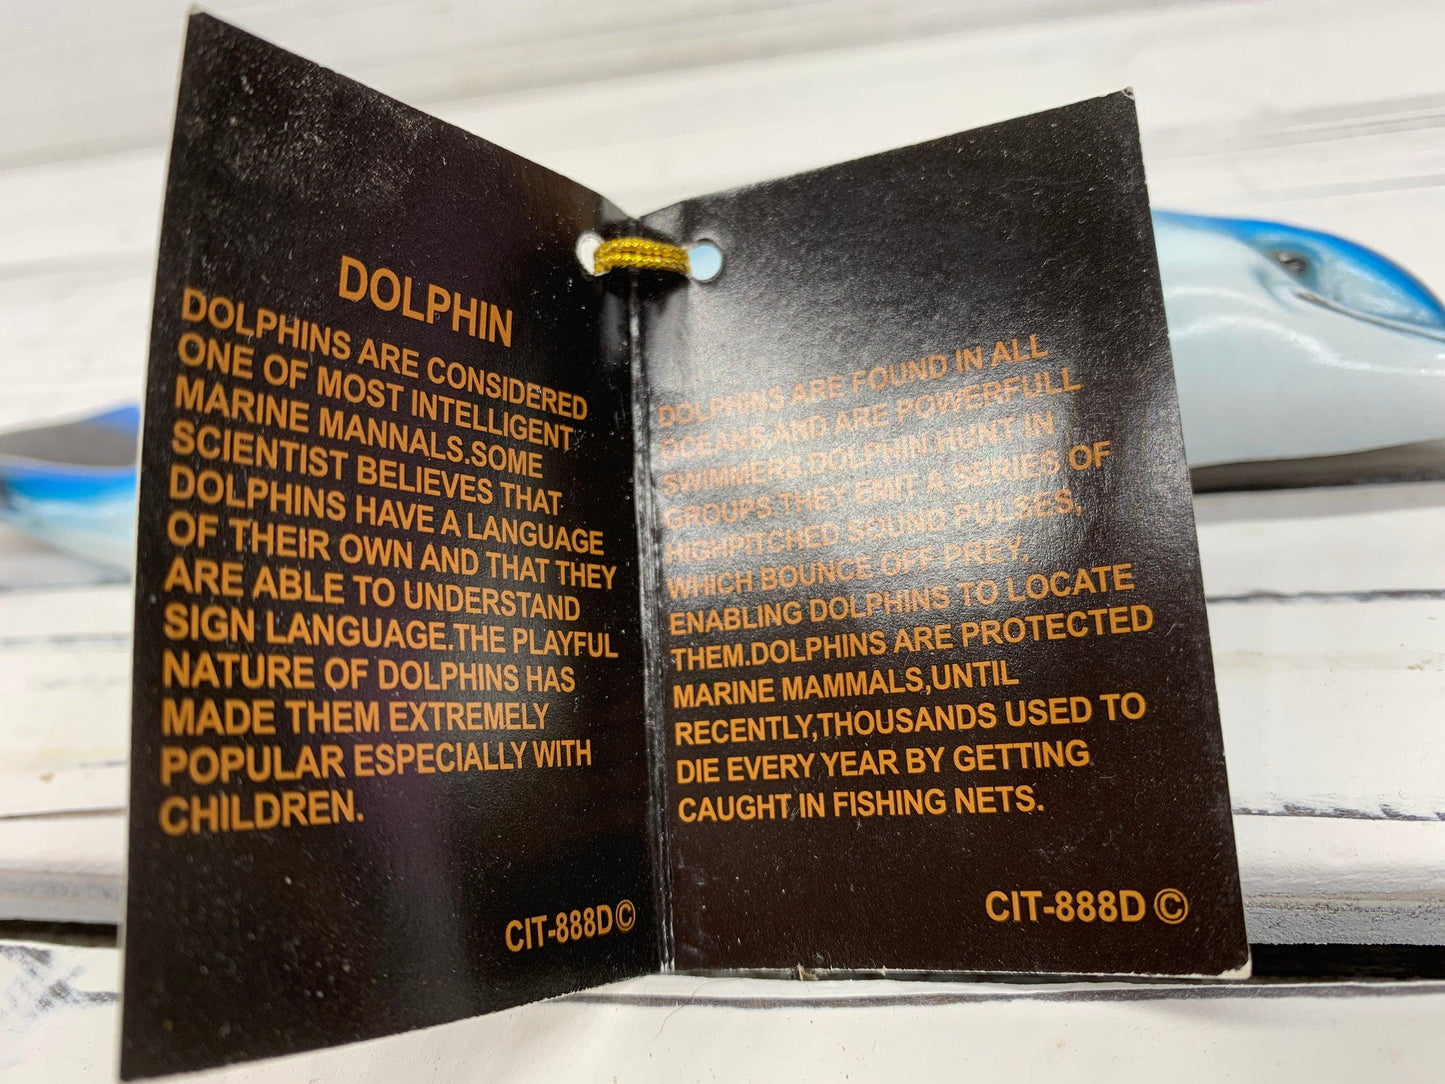 DOLPHIN
DOLPHINS ARE CONSIDERED
ONE OF MOST INTELLIGENT
MARINE MANNALS.SOME
SCIENTIST BELIEVES THAT
DOLPHINS HAVE A LANGUAGE
OF THEIR OWN AND THAT THEY
ARE ABLE TO UNDERSTAND
SIGN LANGUAGE.THE PLAYFUL
NATURE OF DOLPHINS HAS
MADE THEM EXTREMELY
POPULAR ESPECIALLY WITH
CHILDREN.
CIT-888D©
DOLPHINS ARE FOUND IN ALL
OCEANS.AND ARE POWERFULL
SWIMMERS.DOLPHIN.HUNT IN
GROUPS.THEY EMIT A SERIES OF
HIGHPITCHED SOUND PULSES,
WHICH BOUNCE OFF PREY,
ENABLING DOLPHINS TO LOCATE
THEM.DOLPHINS ARE PROTECTED
MARINE MAMMALS,UNTIL
RECENTLY,THOUSANDS USED TO
DIE EVERY YEAR BY GETTING
CAUGHT IN FISHING NETS.
CIT-888D ©